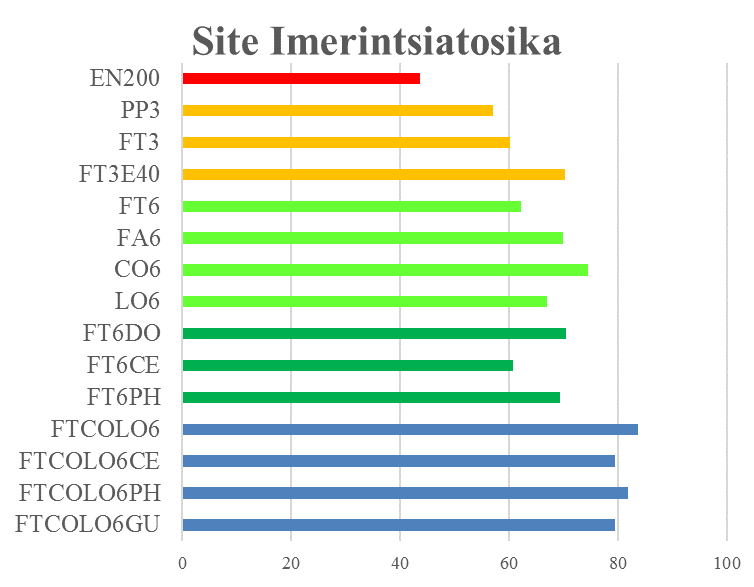 Site Imerintsiatosika
EN200
PP3
FT3
FT3E40
FT6
FA6
CO6
LO6
FT6DO
FT6CE
FT6PH
FTCOLO6
FTCOLO6CE
FTCOLO6PH
FTCOLO6GU
0 20 40 60 80 100